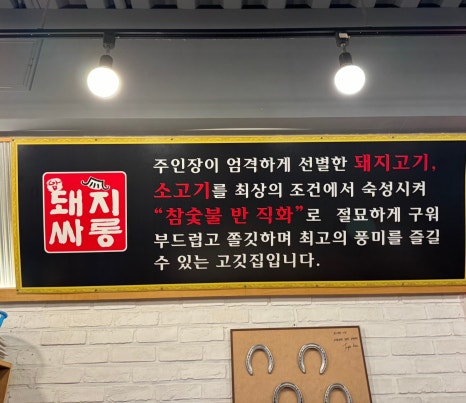 암
돼지
싸롱
주인장이 엄격하게 선별한 돼지고기,
소고기를 최상의 조건에서 숙성시켜
“참숯불 반 직화”로 절묘하게 구워
부드럽고 쫄깃하며 최고의 풍미를 즐길
수 있는 고깃집입니다.